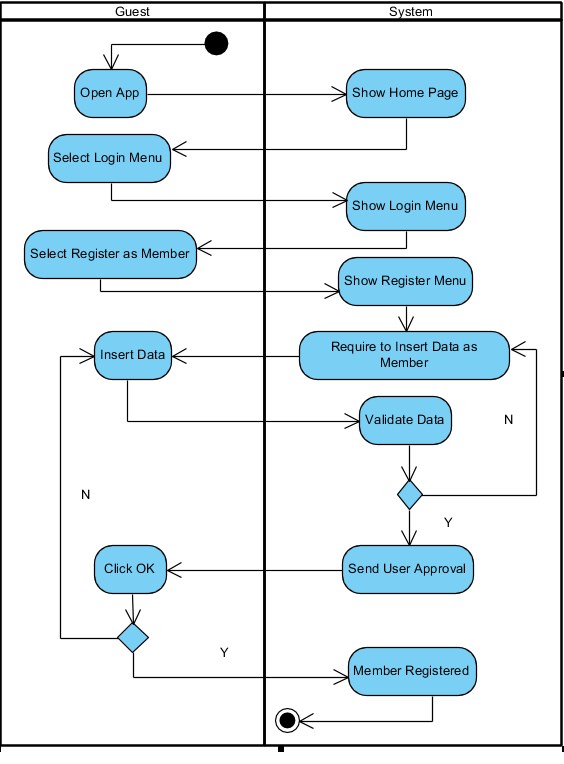 Guest
System
Open App
Show Home Page
Select Login Menu
Show Login Menu
Select Register as Member
Show Register Menu
Require to Insert Data as
Member
Insert Data
Validate Data
N
N
Y
Send User Approval
Click OK
Y
Member Registered